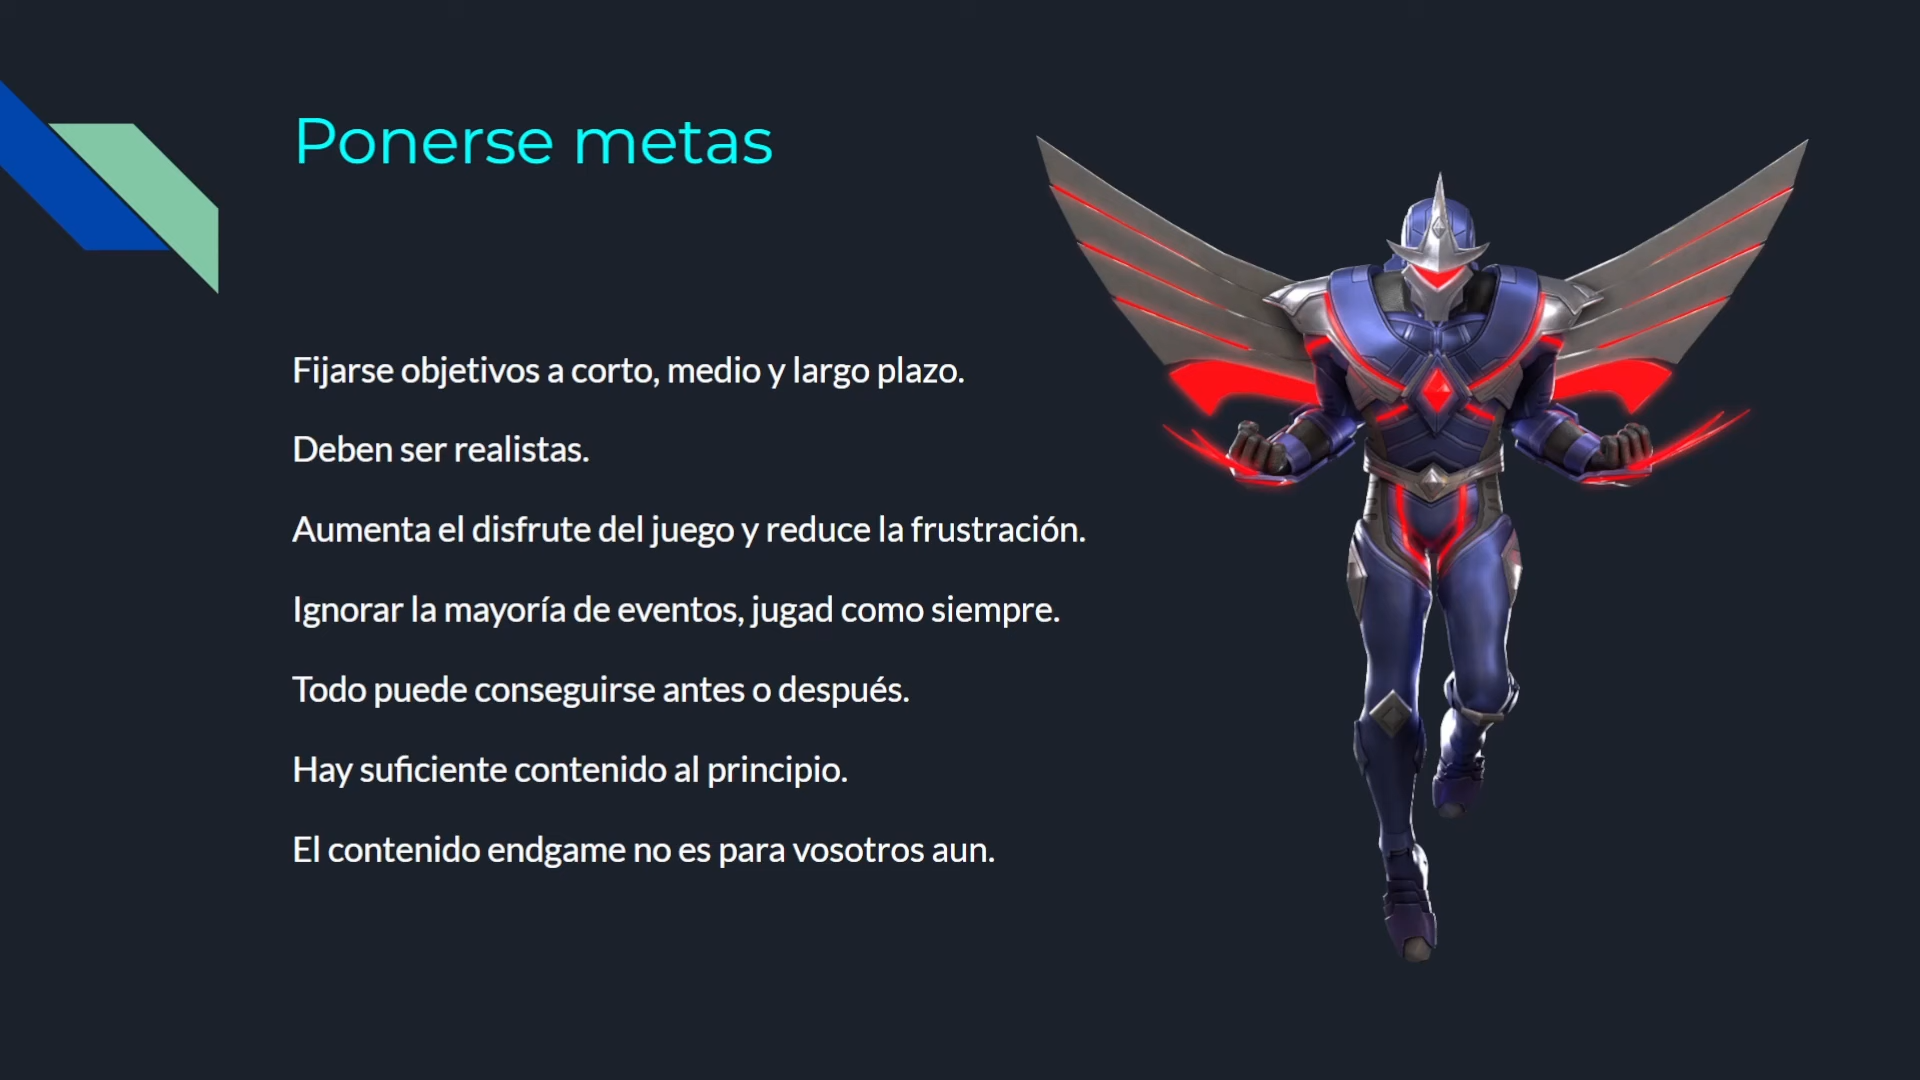 Ponerse metas
Fijarse objetivos a corto, medio y largo plazo.
Deben ser realistas.
Aumenta el disfrute del juego y reduce la frustración.
Ignorar la mayoría de eventos, jugad como siempre.
Todo puede conseguirse antes o después.
Hay suficiente contenido al principio.
El contenido endgame no es para vosotros aun.